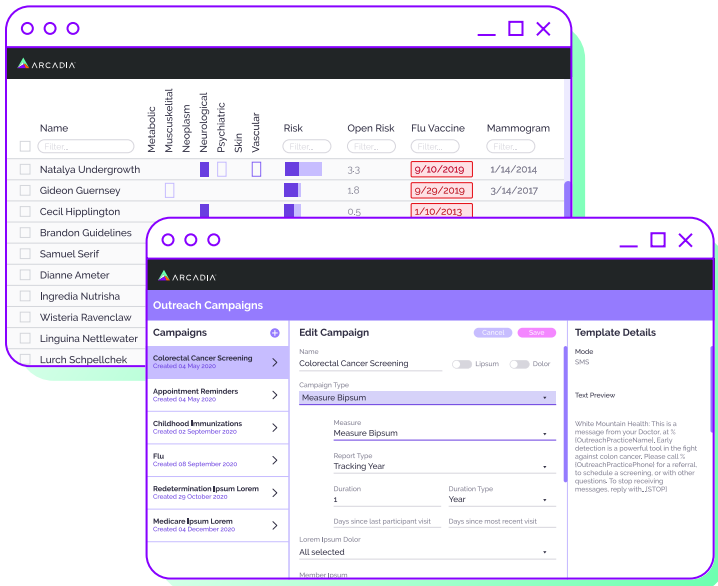 ARCADIA
Metabolic
Muscuskelital
Neoplasm
Neurological
Psychiatric
Skin
Vascular
Name Risk Open Risk Flu Vaccine Mammogram
Filter... Filter... Filter... Filter... Filter...
Natalya Undergrowth 3.3 9/10/2019 1/14/2014
Gideon Guernsey 1.8 9/29/2019 3/14/2017
Cecil Hipplington 0.5 1/10/2013
Brandon Guidelines
Samuel Serif
Dianne Ameter
Ingredia Nutrisha
Wisteria Ravenclaw
Linguina Nettlewater
Lurch Schpellchek
ARCADIA
Outreach Campaigns
Campaigns
Colorectal Cancer Screening
Created 04 May 2020
Appointment Reminders
Created 04 May 2020
Childhood Immunizations
Created 02 September 2020
Flu
Created 08 September 2020
Redetermination Ipsum Lorem
Created 29 October 2020
Medicare Ipsum Lorem
Created 04 December 2020
Edit Campaign Cancel Save
Name
Colorectal Cancer Screening Lipsum Dolor
Campaign Type
Measure Bipsum
Measure
Measure Bipsum
Report Type
Tracking Year
Duration Duration Type
1 Year
Days since last participant visit Days since most recent visit
Lorem Ipsum Dolor
All selected
Member Ipsum
Template Details
Mode
SMS
Text Preview
White Mountain Health: This is a
message from your Doctor, at %
[OutreachPracticeName], Early
detection is a powerful tool in the fight
against colon cancer, Please call %
[OutreachPracticePhone] for a referral,
to schedule a screening, or with other
questions. To stop receiving
messages, reply with_[STOP]